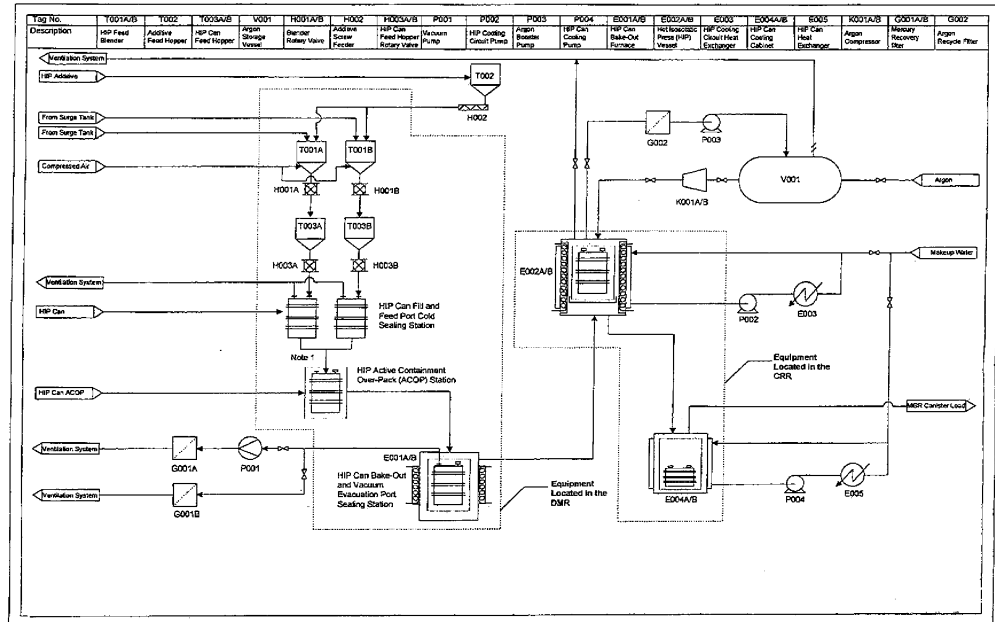 Tag No. T001A/B T002 T003A/B V001 H001A/B H002 H003A/B P001 P002 P003 P004 E001A/B E002A/B E003 E004A/B E005 K001A/B G001A/B G002
Description HIP Feed Additive HIP Can Argon Blender Additive HIP Can Vacuum HIP Cooling Argon HIP Can HIP Can Hot Isostatic HIP Cooling HIP Can HIP Can Argon Mercury Argon
Blender Feed Hopper Feed Hopper Storage Rotary Valve Screw Feed Hopper Pump Circuit Pump Booster Cooling Bake-Out Press (HIP) Circuit Heat Cooling Heat Compressor Recovery Recycle Filter
Vessel Feeder Rotary Valve Pump Pump Furnace Vessel Exchanger Cabinet Exchanger filter
Ventilation System
HIP Additive
T002
H002
From Surge Tank
From Surge Tank
T001A
T001B
Compressed Air
H001A
H001B
T003A
T003B
H003A
H003B
Ventilation System
HIP Can
HIP Can Fill and
Feed Port Cold
Sealing Station
Note 1
HIP Active Containment
Over-Pack (ACOP) Station
HIP Can ACOP
Ventilation System
G001A
P001
E001A/B
Ventilation System
G001B
HIP Can Bake-Out
and Vacuum
Evacuation Port
Sealing Station
Equipment
Located in the
DMR
G002
P003
V001
Argon
K001A/B
E002A/B
Makeup Water
P002
E003
Equipment
Located in the
CRR
MGR Canister Load
E004A/B
P004
E005